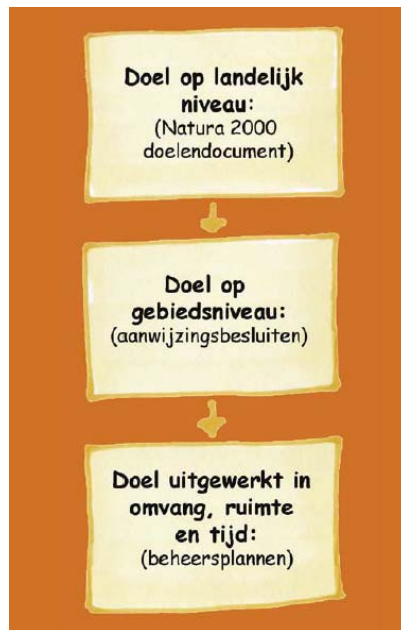 Doel op landelijk
niveau:
(Natura 2000
doelendocument)
Doel op
gebiedsniveau:
(aanwijzingsbesluiten)
Doel uitgewerkt in
omvang, ruimte
en tijd:
(beheersplannen)